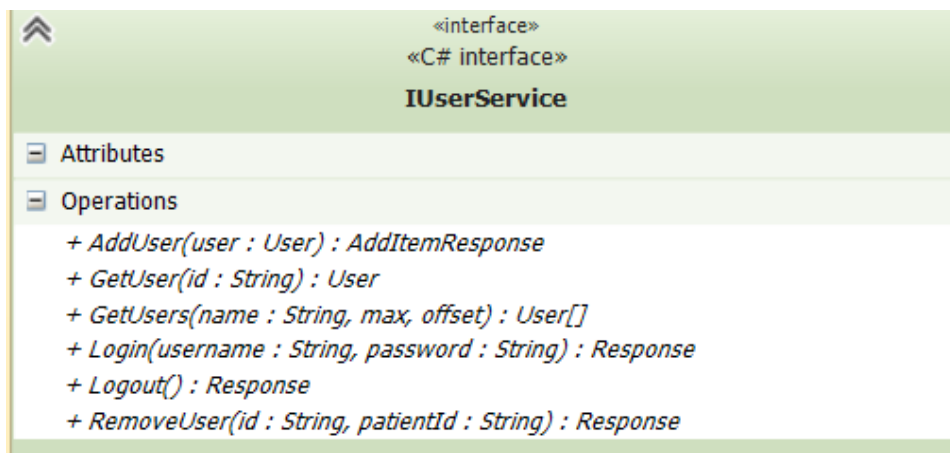 «interface»
«C# interface»
IUserService
Attributes
Operations
+ AddUser(user : User) : AddItemResponse
+ GetUser(id : String) : User
+ GetUsers(name : String, max, offset) : User[]
+ Login(username : String, password : String) : Response
+ Logout() : Response
+ RemoveUser(id : String, patientId : String) : Response